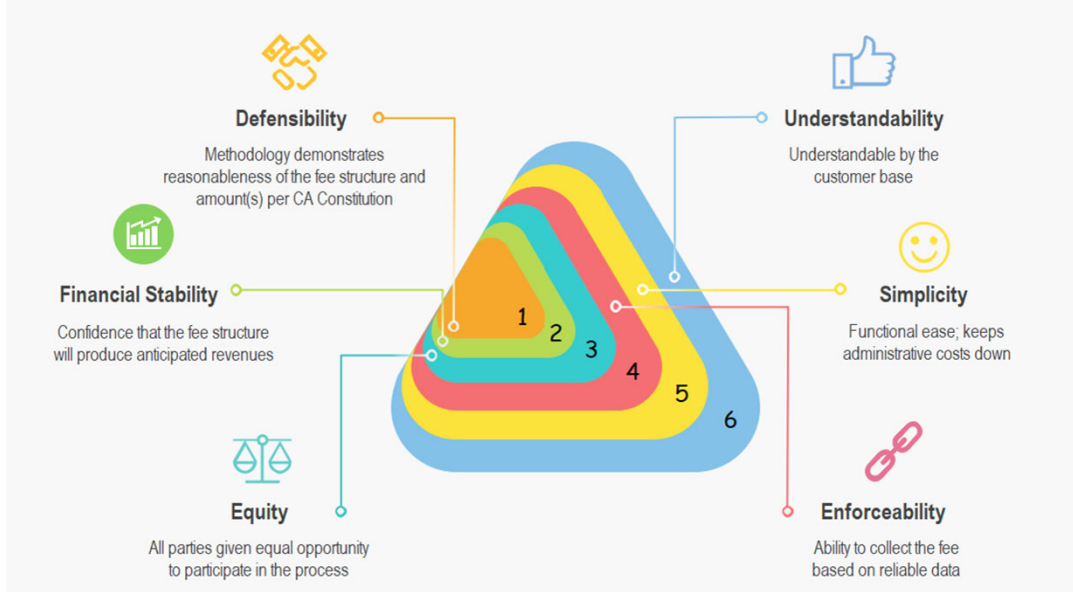 Defensibility
Methodology demonstrates
reasonableness of the fee structure and
amount(s) per CA Constitution
Financial Stability
Confidence that the fee structure
will produce anticipated revenues
Equity
All parties given equal opportunity
to participate in the process
1
2
3
4
5
6
Understandability
Understandable by the
customer base
Simplicity
Functional ease; keeps
administrative costs down
Enforceability
Ability to collect the fee
based on reliable data